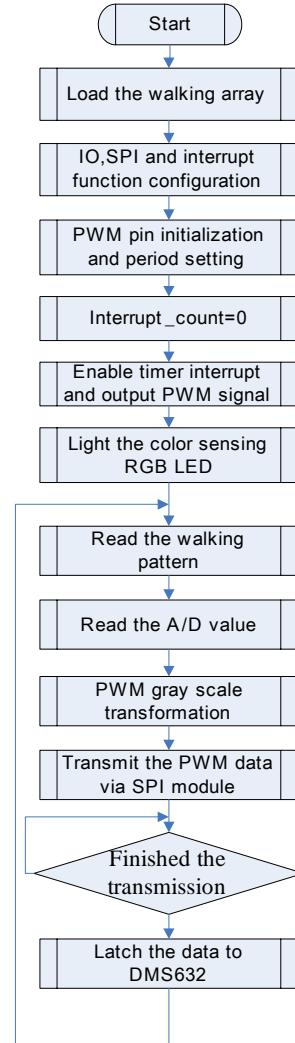 Start
Load the walking array
IO,SPI and interrupt
function configuration
PWM pin initialization
and period setting
Interrupt_count=0
Enable timer interrupt
and output PWM signal
Light the color sensing
RGB LED
Read the walking
pattern
Read the A/D value
PWM gray scale
transformation
Transmit the PWM data
via SPI module
Finished the
transmission
Latch the data to
DMS632